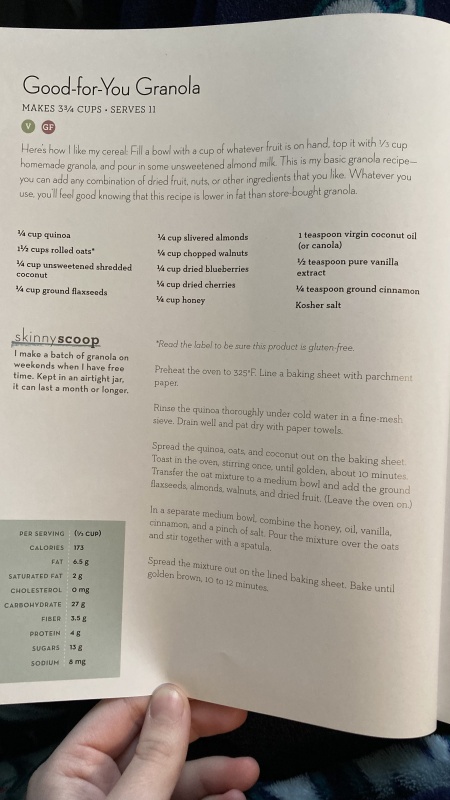 Good-for-You Granola
MAKES 3¾ CUPS • SERVES 11
V GF
Here's how I like my cereal: Fill a bowl with a cup of whatever fruit is on hand, top it with ⅓ cup
homemade granola, and pour in some unsweetened almond milk. This is my basic granola recipe—
you can add any combination of dried fruit, nuts, or other ingredients that you like. Whatever you
use, you'll feel good knowing that this recipe is lower in fat than store-bought granola.
¼ cup quinoa
1½ cups rolled oats*
¼ cup unsweetened shredded
coconut
¼ cup ground flaxseeds
¼ cup slivered almonds
¼ cup chopped walnuts
¼ cup dried blueberries
¼ cup dried cherries
¼ cup honey
1 teaspoon virgin coconut oil
(or canola)
½ teaspoon pure vanilla
extract
¼ teaspoon ground cinnamon
Kosher salt
skinnyscoop
I make a batch of granola on
weekends when I have free
time. Kept in an airtight jar,
it can last a month or longer.
*Read the label to be sure this product is gluten-free.
Preheat the oven to 325°F. Line a baking sheet with parchment
paper.
Rinse the quinoa thoroughly under cold water in a fine-mesh
sieve. Drain well and pat dry with paper towels.
Spread the quinoa, oats, and coconut out on the baking sheet.
Toast in the oven, stirring once, until golden, about 10 minutes.
Transfer the oat mixture to a medium bowl and add the ground
flaxseeds, almonds, walnuts, and dried fruit. (Leave the oven on.)
In a separate medium bowl, combine the honey, oil, vanilla,
cinnamon, and a pinch of salt. Pour the mixture over the oats
and stir together with a spatula.
Spread the mixture out on the lined baking sheet. Bake until
golden brown, 10 to 12 minutes.
PER SERVING (⅓ CUP)
CALORIES 173
FAT 6.5 g
SATURATED FAT 2 g
CHOLESTEROL 0 mg
CARBOHYDRATE 27 g
FIBER 3.5 g
PROTEIN 4 g
SUGARS 13 g
SODIUM 8 mg